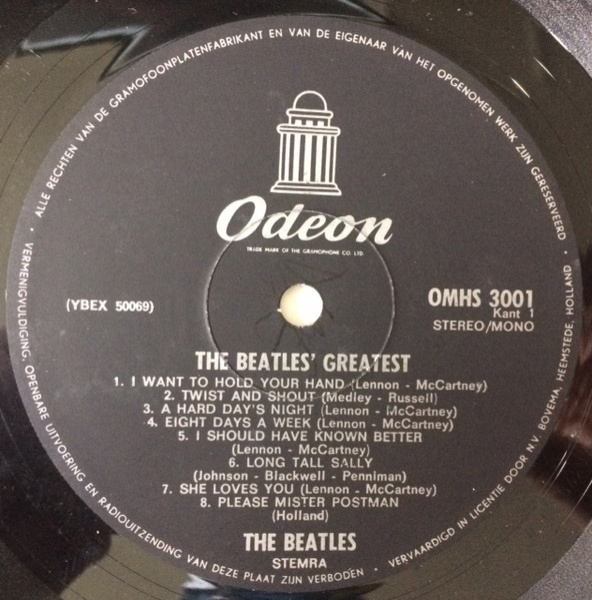 ALLE RECHTEN VAN DE GRAMOFOONPLATENFABRIKANT EN VAN DE EIGENAAR VAN HET OPGENOMEN WERK ZIJN GERESERVEERD
Odeon
TRADE MARK OF THE GRAMOPHONE CO. LTD.
(YBEX 50069)
OMHS 3001
Kant 1
STEREO/MONO
THE BEATLES' GREATEST
1. I WANT TO HOLD YOUR HAND (Lennon - McCartney)
2. TWIST AND SHOUT (Medley - Russell)
3. A HARD DAY'S NIGHT (Lennon - McCartney)
4. EIGHT DAYS A WEEK (Lennon - McCartney)
5. I SHOULD HAVE KNOWN BETTER
(Lennon - McCartney)
6. LONG TALL SALLY
(Johnson - Blackwell - Penniman)
7. SHE LOVES YOU (Lennon - McCartney)
8. PLEASE MISTER POSTMAN
(Holland)
THE BEATLES
STEMRA
VERMENIGVULDIGING, OPENBARE UITVOERING EN RADIOUITZENDING VAN DEZE PLAAT ZIJN VERBODEN
VERVAARDIGD IN LICENTIE DOOR N.V. BOVEMA, HEEMSTEDE, HOLLAND